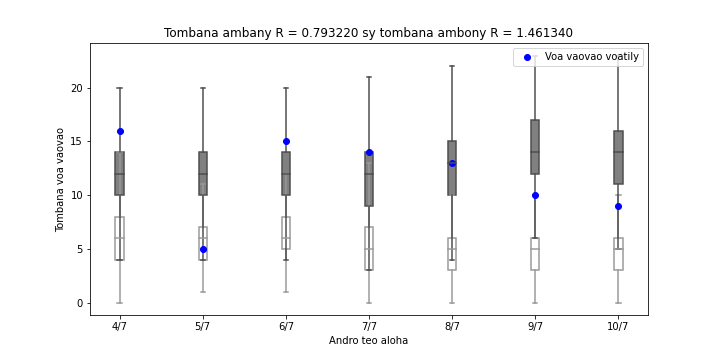 Tombana ambany R = 0.793220 sy tombana ambony R = 1.461340
Voa vaovao voatily
Tombana voa vaovao
20
15
10
5
0
4/7 5/7 6/7 7/7 8/7 9/7 10/7
Andro teo aloha